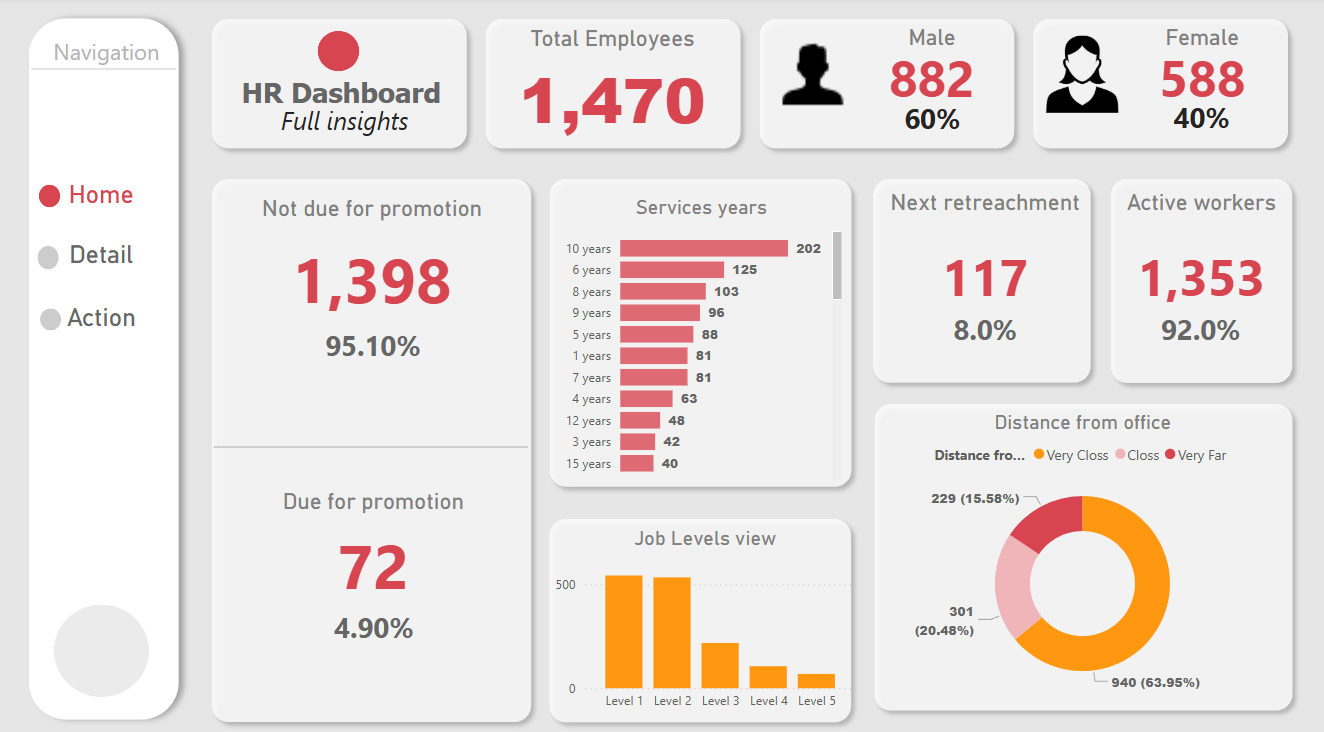 Navigation
Home
Detail
Action
HR Dashboard
Full insights
Total Employees
1,470
Male
882
60%
Female
588
40%
Not due for promotion
1,398
95.10%
Due for promotion
72
4.90%
Services years
10 years 202
6 years 125
8 years 103
9 years 96
5 years 88
1 years 81
7 years 81
4 years 63
12 years 48
3 years 42
15 years 40
Job Levels view
500
0
Level 1 Level 2 Level 3 Level 4 Level 5
Next retreachment
117
8.0%
Active workers
1,353
92.0%
Distance from office
Distance fro... Very Closs Closs Very Far
229 (15.58%)
301
(20.48%)
940 (63.95%)